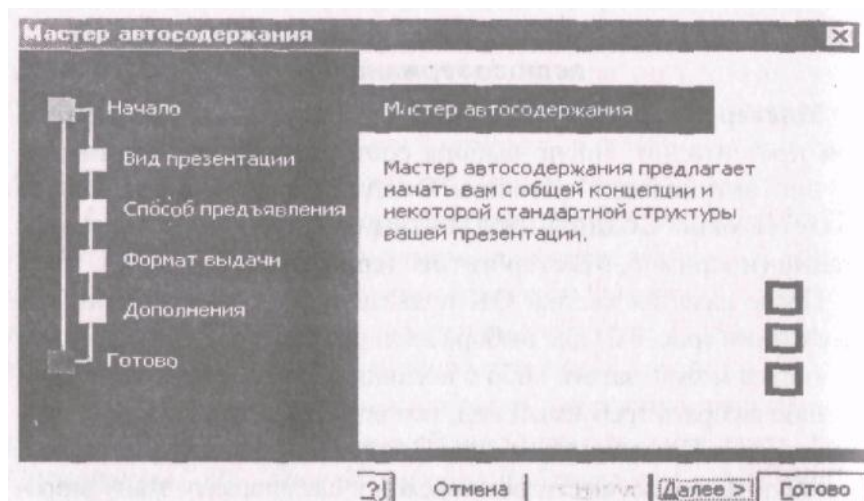 Мастер автосодержания
Начало
Вид презентации
Способ предъявления
Формат выдачи
Дополнения
Готово
Мастер автосодержания
Мастер автосодержания предлагает
начать вам с общей концепции и
некоторой стандартной структуры
вашей презентации,
? Отмена Далее > Готово